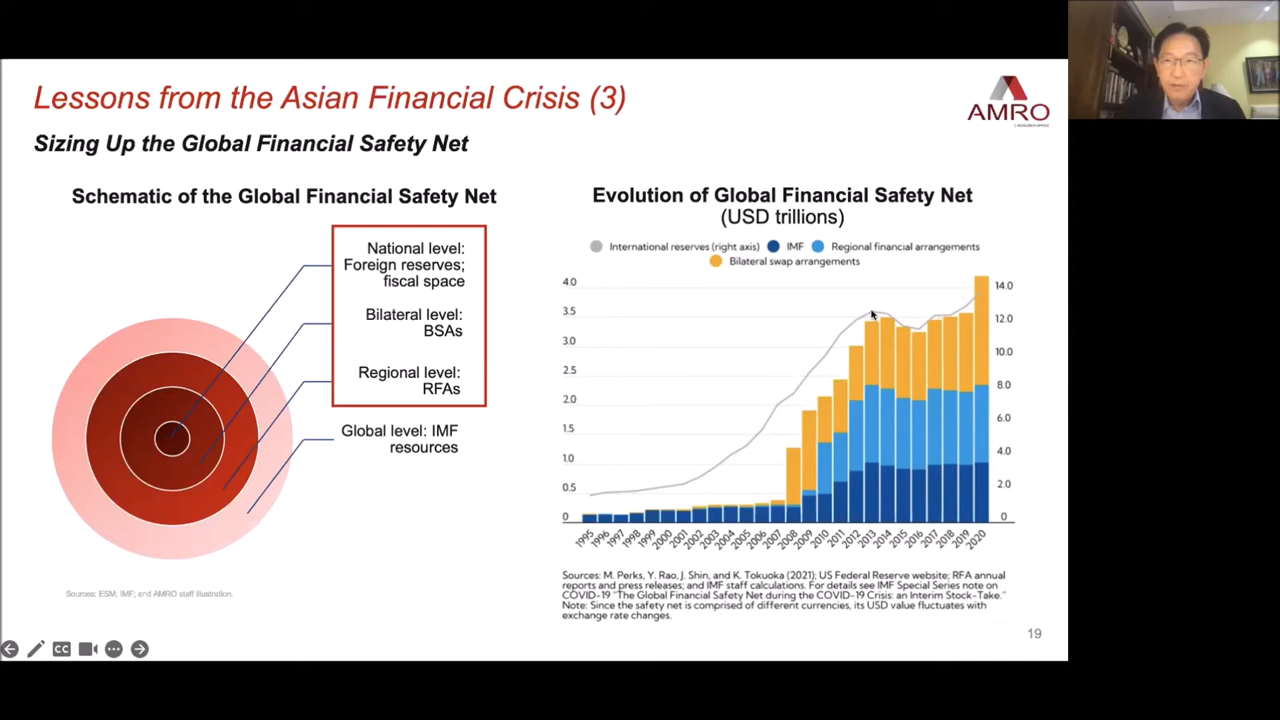 Lessons from the Asian Financial Crisis (3)
AMRO
Sizing Up the Global Financial Safety Net
Schematic of the Global Financial Safety Net
National level:
Foreign reserves;
fiscal space
Bilateral level:
BSAs
Regional level:
RFAs
Global level: IMF
resources
Sources: ESM; IMF; and AMRO staff illustration.
Evolution of Global Financial Safety Net
(USD trillions)
International reserves (right axis) IMF Regional financial arrangements
Bilateral swap arrangements
4.0
3.5
3.0
2.5
2.0
1.5
1.0
0.5
0
14.0
12.0
10.0
8.0
6.0
4.0
2.0
0
1995 1996 1997 1998 1999 2000 2001 2002 2003 2004 2005 2006 2007 2008 2009 2010 2011 2012 2013 2014 2015 2016 2017 2018 2019 2020
Sources: M. Perks, Y. Rao, J. Shin, and K. Tokuoka (2021); US Federal Reserve website; RFA annual
reports and press releases; and IMF staff calculations. For details see IMF Special Series note on
COVID-19 "The Global Financial Safety Net during the COVID-19 Crisis: an Interim Stock-Take."
Note: Since the safety net is comprised of different currencies, its USD value fluctuates with
exchange rate changes.
19
CC